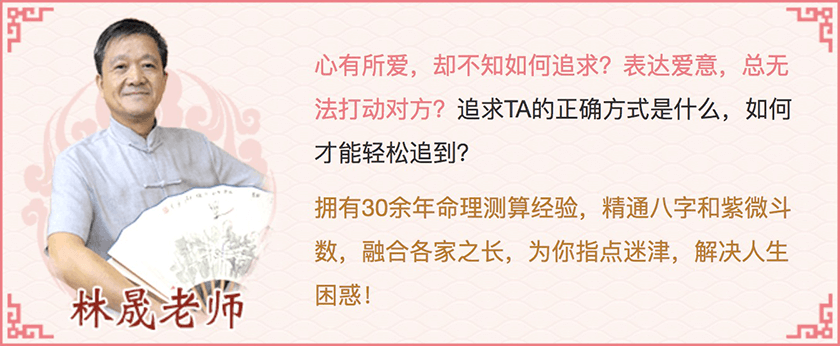 心有所爱，却不知如何追求？表达爱意，总无
法打动对方？追求TA的正确方式是什么，如何
才能轻松追到？
拥有30余年命理测算经验，精通八字和紫微斗
数，融合各家之长，为你指点迷津，解决人生
困惑！
林晟老师